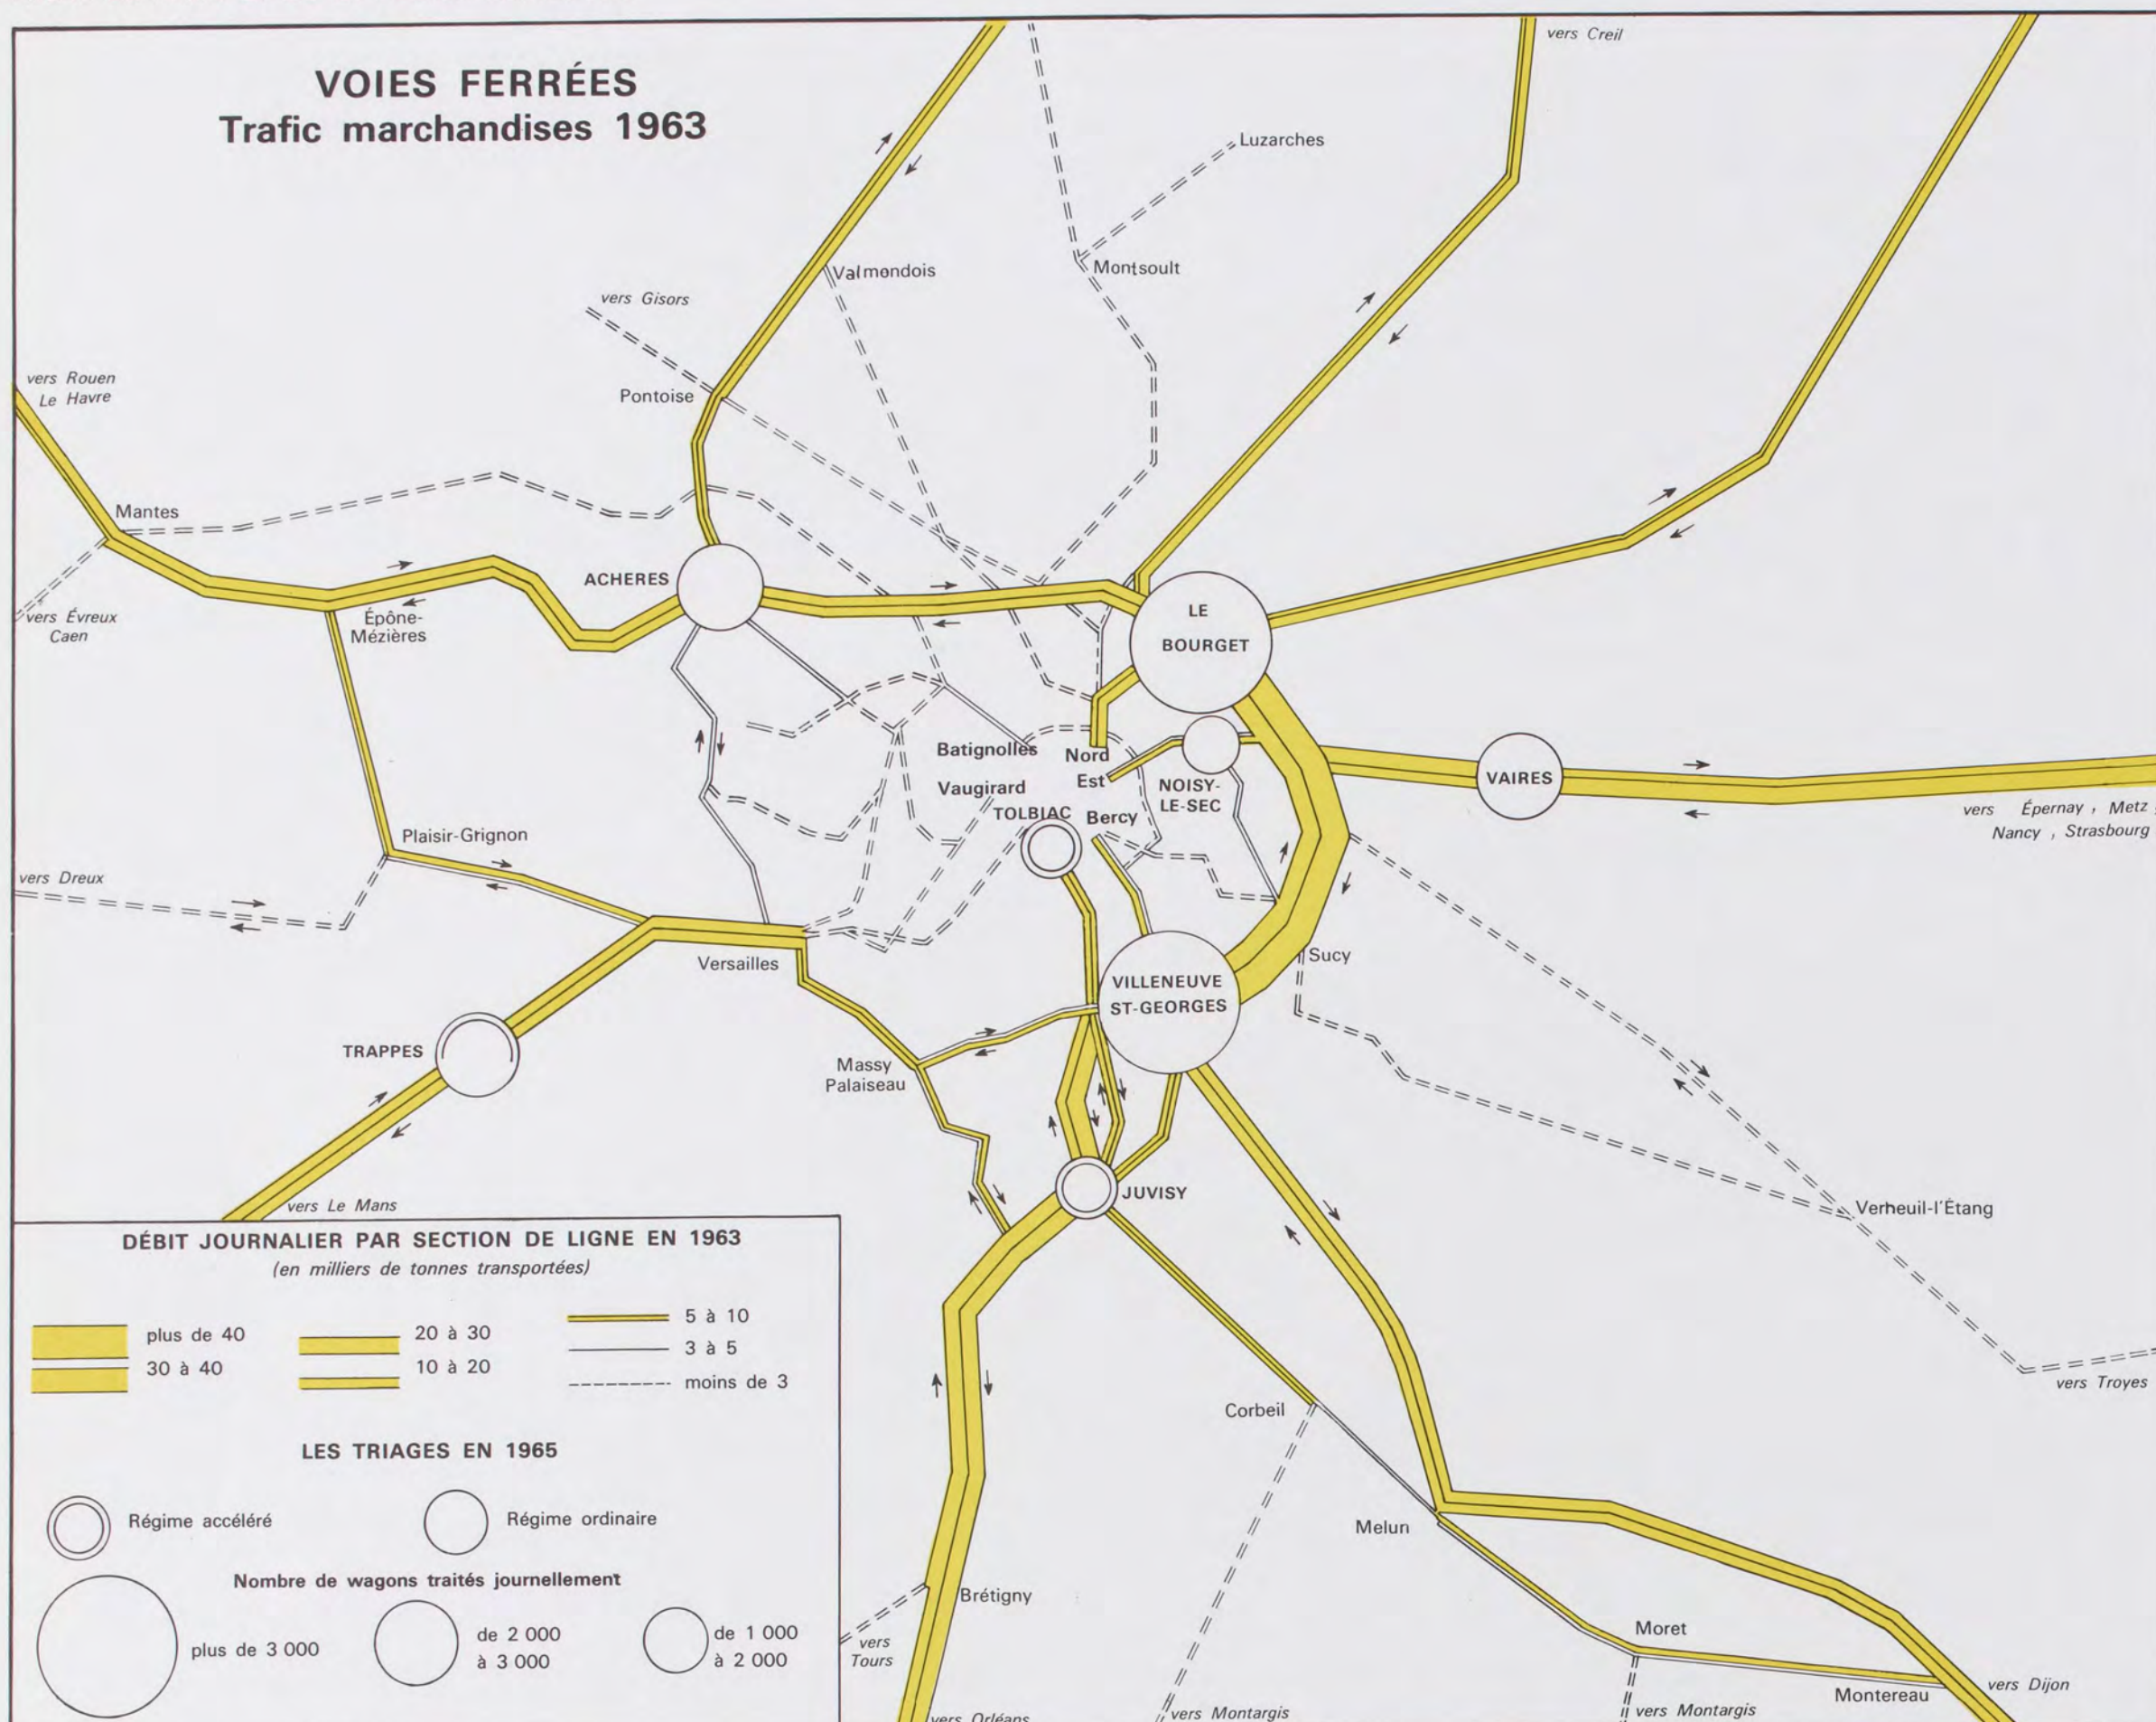 VOIES FERRÉES
Trafic marchandises 1963
vers Creil
Luzarches
Valmondois
Montsoult
vers Gisors
Pontoise
vers Rouen
Le Havre
Mantes
ACHERES
vers Évreux
Caen
Épône-
Mézières
LE
BOURGET
Batignolles
Nord
Est
Vaugirard
NOISY-
LE-SEC
VAIRES
TOLBIAC
Bercy
vers Épernay, Metz,
Nancy, Strasbourg
Plaisir-Grignon
vers Dreux
Versailles
Sucy
VILLENEUVE
ST-GEORGES
TRAPPES
Massy
Palaiseau
JUVISY
vers Le Mans
Verheuil-l'Étang
vers Troyes
Corbeil
Melun
Brétigny
vers
Tours
Moret
Montereau
vers Dijon
vers Orléans
vers Montargis
vers Montargis
DÉBIT JOURNALIER PAR SECTION DE LIGNE EN 1963
(en milliers de tonnes transportées)
plus de 40
30 à 40
20 à 30
10 à 20
5 à 10
3 à 5
moins de 3
LES TRIAGES EN 1965
Régime accéléré
Régime ordinaire
Nombre de wagons traités journellement
plus de 3 000
de 2 000
à 3 000
de 1 000
à 2 000